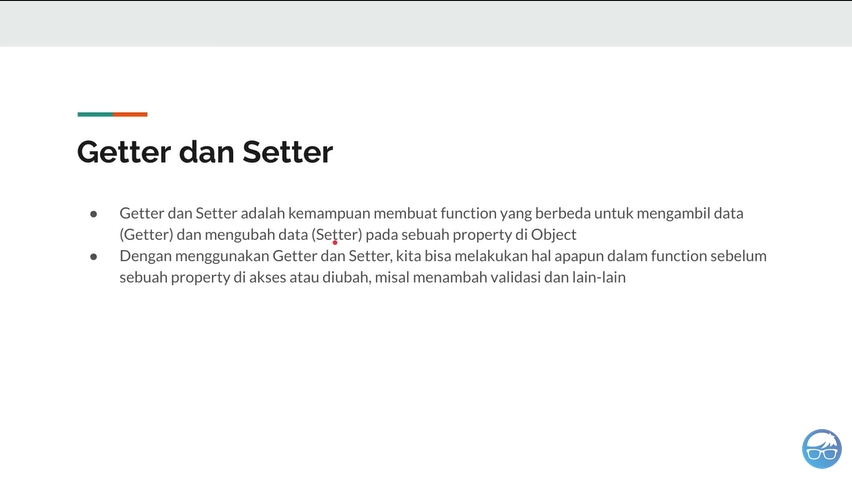 Getter dan Setter
● Getter dan Setter adalah kemampuan membuat function yang berbeda untuk mengambil data
(Getter) dan mengubah data (Setter) pada sebuah property di Object
● Dengan menggunakan Getter dan Setter, kita bisa melakukan hal apapun dalam function sebelum
sebuah property di akses atau diubah, misal menambah validasi dan lain-lain